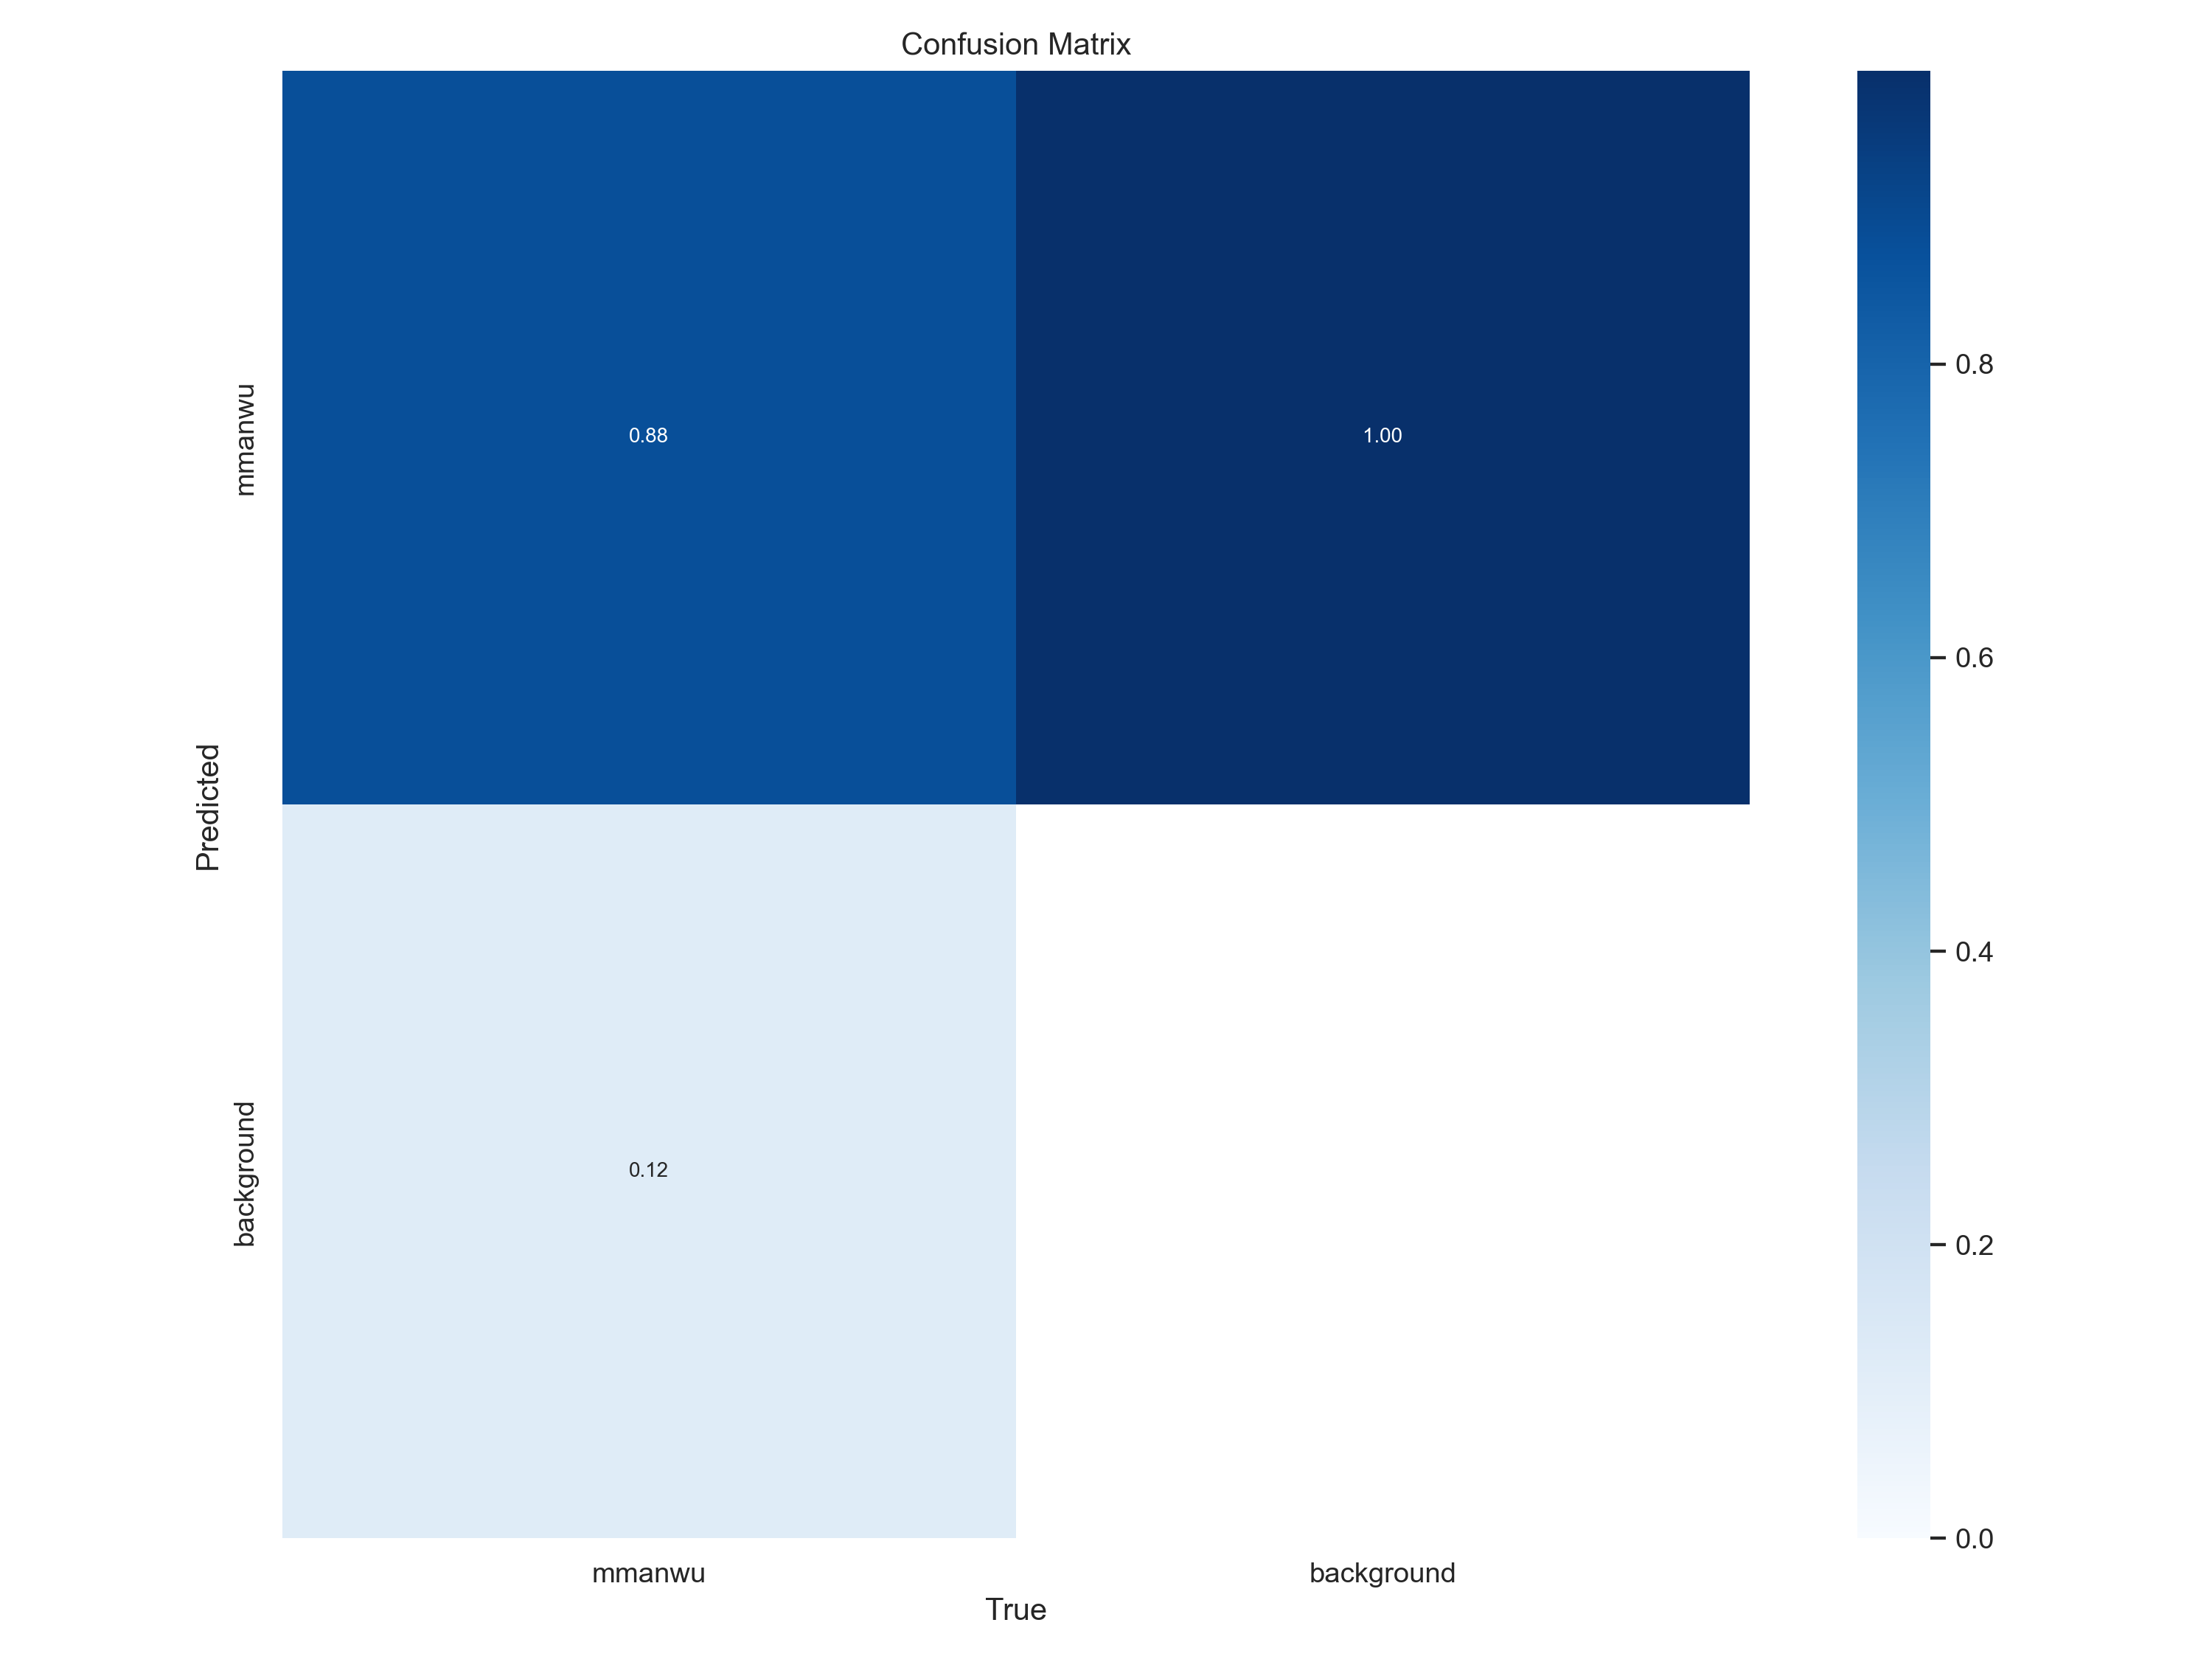 Confusion Matrix
mmanwu
0.88
1.00
0.8
0.6
Predicted
0.4
background
0.12
0.2
0.0
mmanwu
background
True